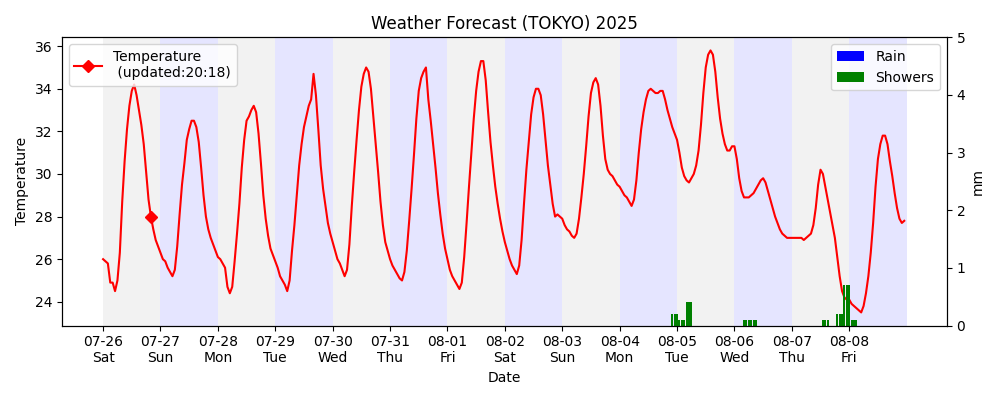 Weather Forecast (TOKYO) 2025
Temperature
(updated:20:18)
Rain
Showers
Temperature
36
34
32
30
28
26
24
5
4
3
2
1
0
mm
07-26 07-27 07-28 07-29 07-30 07-31 08-01 08-02 08-03 08-04 08-05 08-06 08-07 08-08
Sat Sun Mon Tue Wed Thu Fri Sat Sun Mon Tue Wed Thu Fri
Date